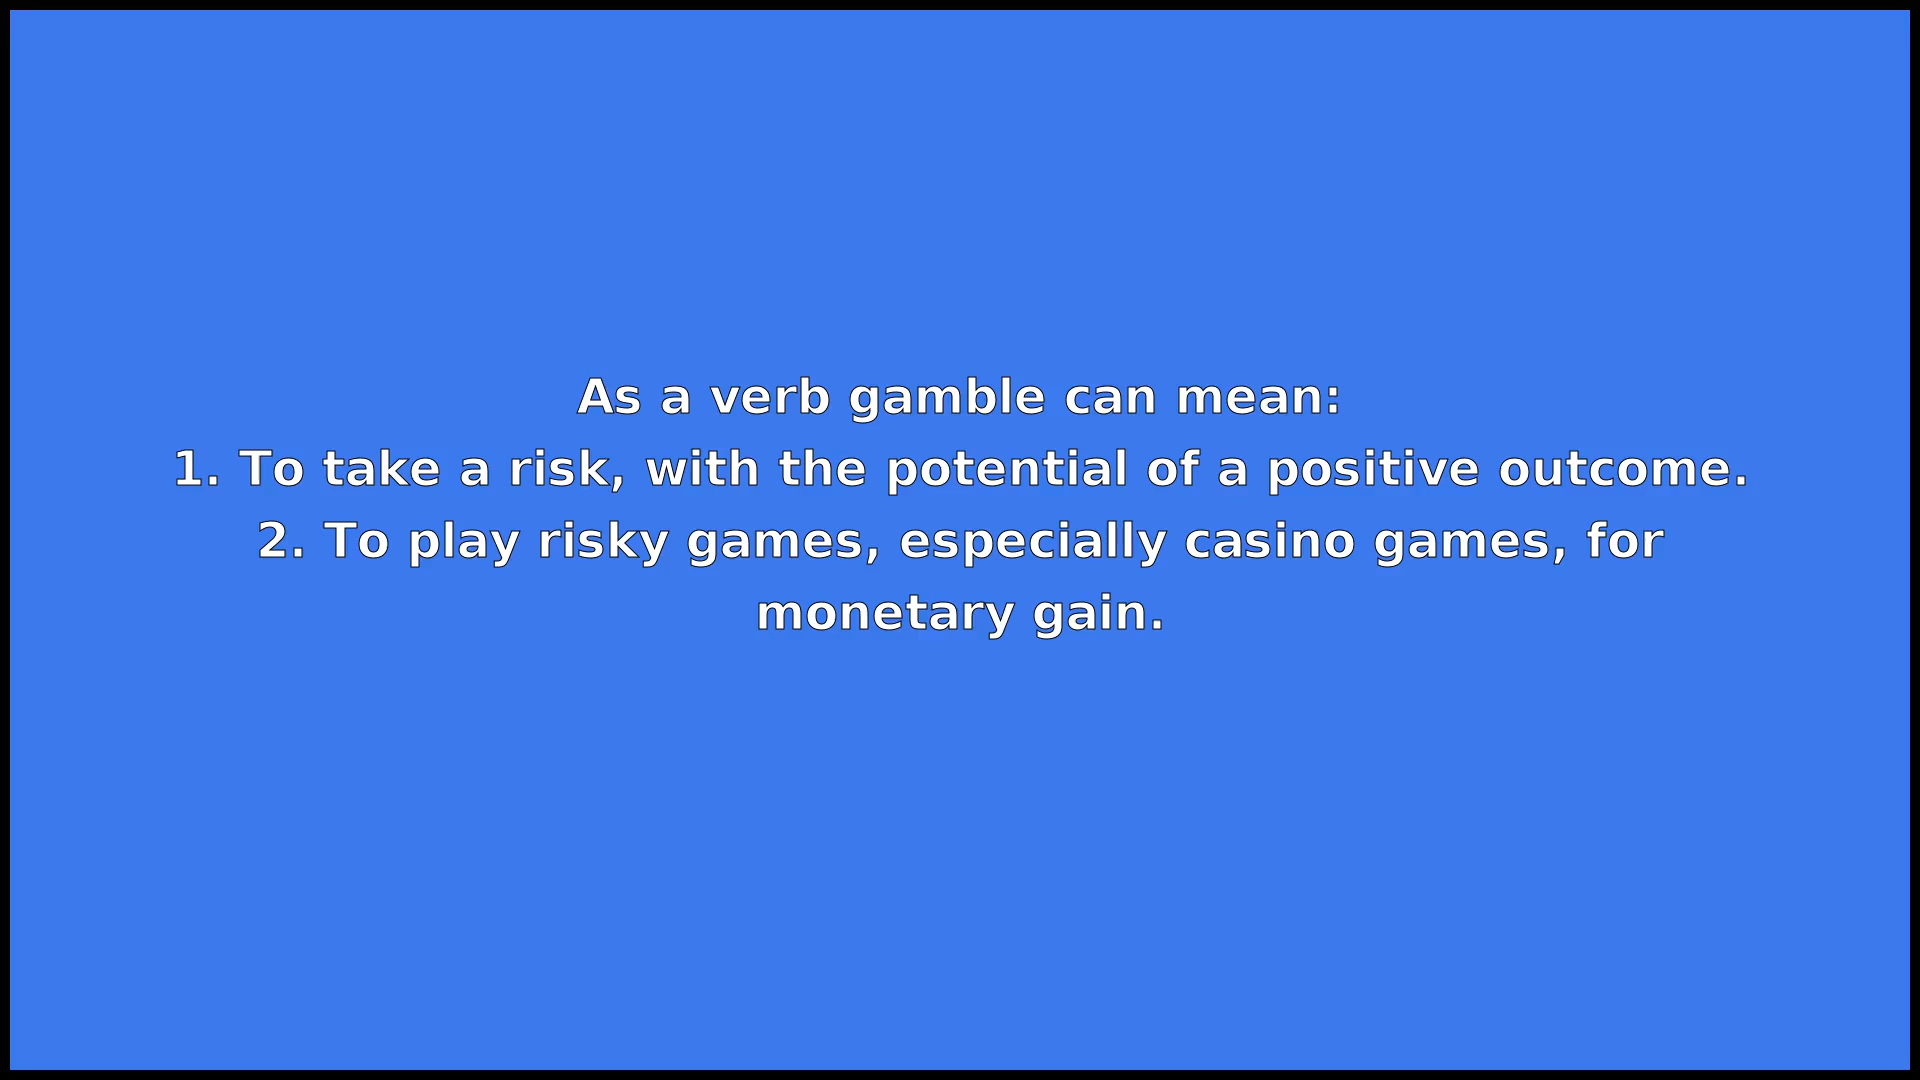 As a verb gamble can mean:
1. To take a risk, with the potential of a positive outcome.
2. To play risky games, especially casino games, for
monetary gain.